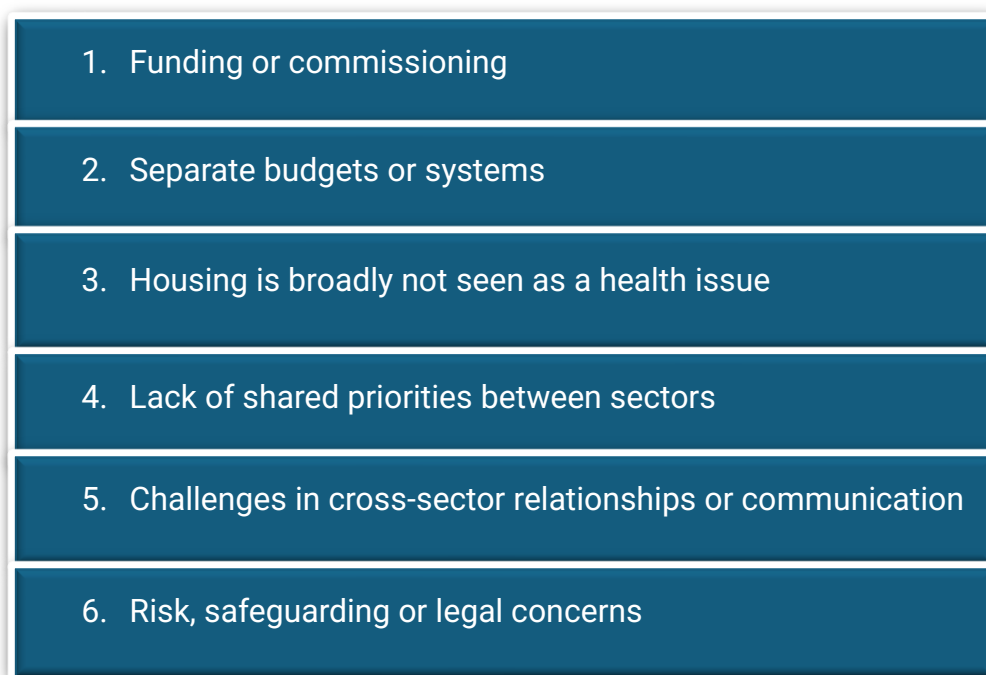 1. Funding or commissioning
2. Separate budgets or systems
3. Housing is broadly not seen as a health issue
4. Lack of shared priorities between sectors
5. Challenges in cross-sector relationships or communication
6. Risk, safeguarding or legal concerns